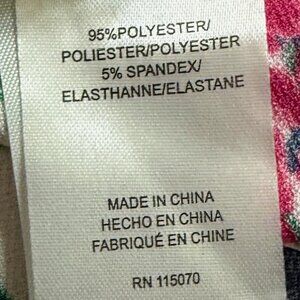 95%POLYESTER/
POLIESTER/POLYESTER
5% SPANDEX/
ELASTHANNE/ELASTANE
MADE IN CHINA
HECHO EN CHINA
FABRIQUÉ EN CHINE
RN 115070